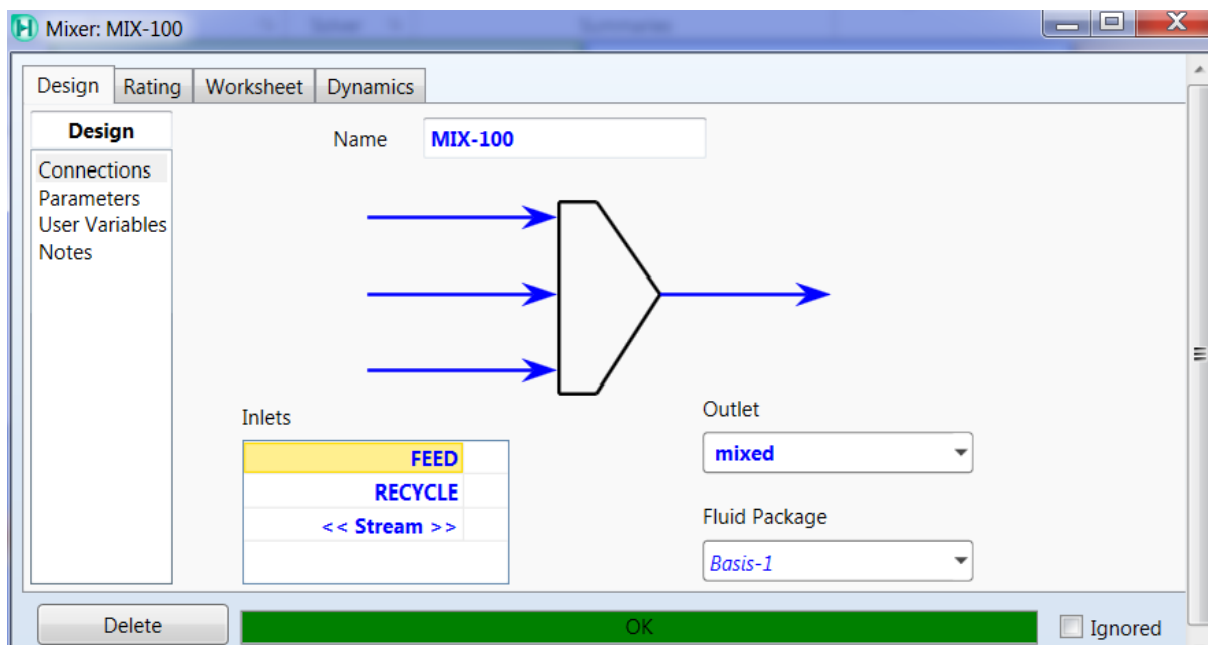 Mixer: MIX-100
Design Rating Worksheet Dynamics
Design
Connections
Parameters
User Variables
Notes
Name MIX-100
Inlets
FEED
RECYCLE
<< Stream >>
Outlet
mixed
Fluid Package
Basis-1
Delete
OK
Ignored